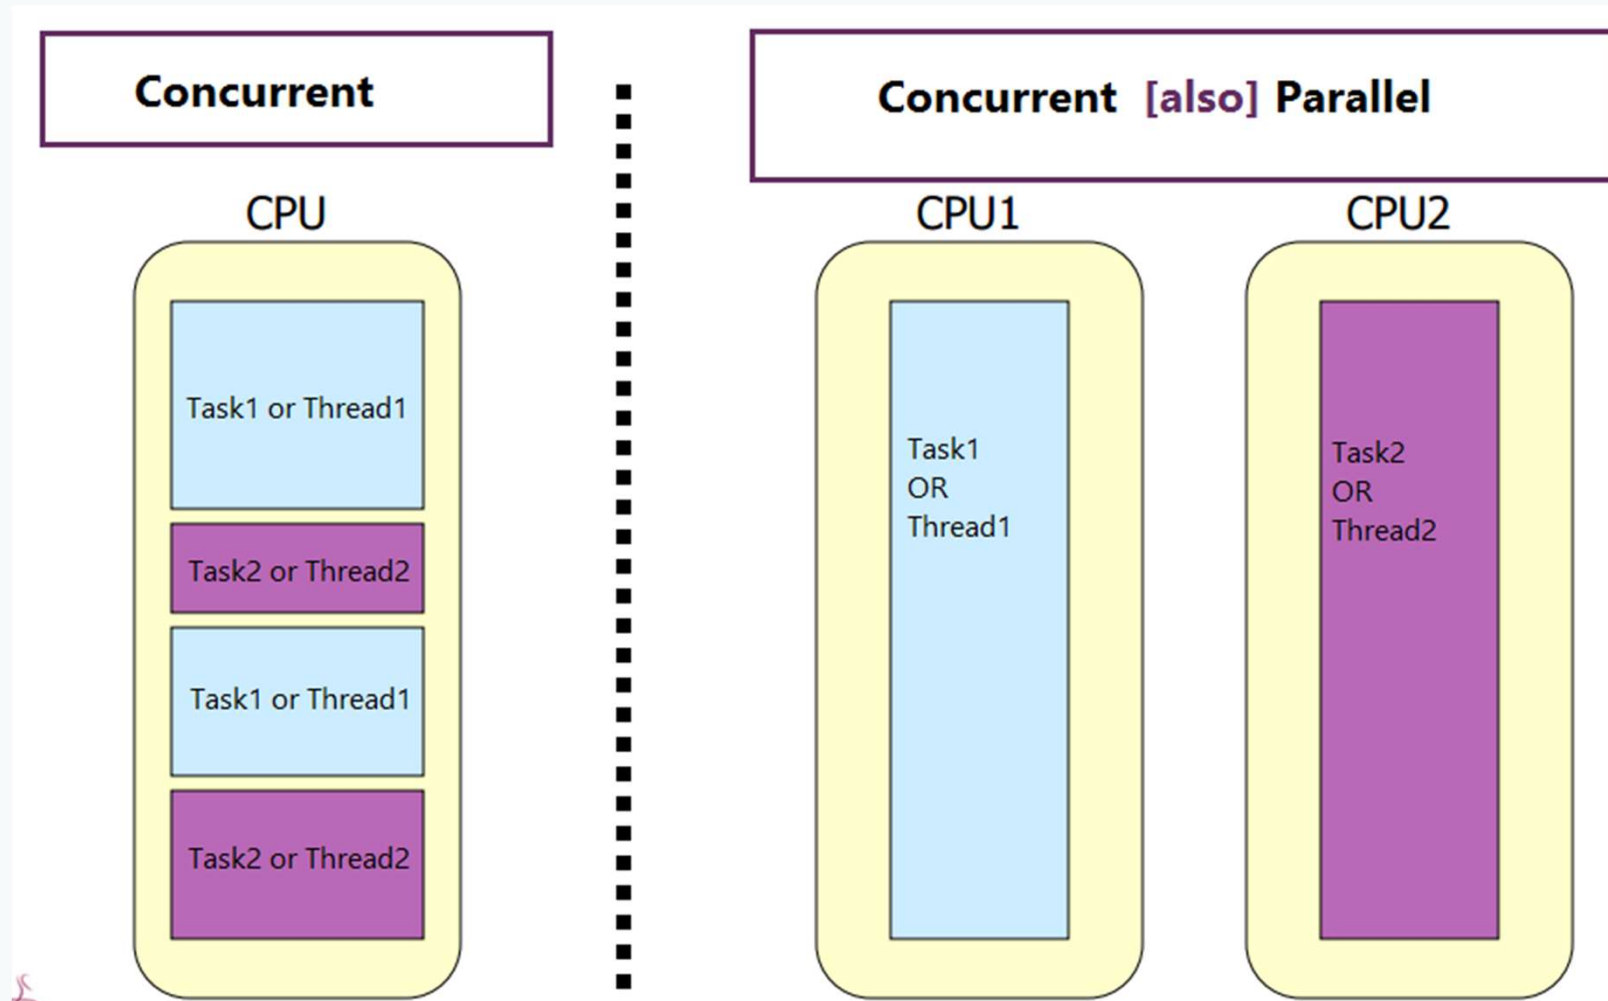 Concurrent
CPU
Task1 or Thread1
Task2 or Thread2
Task1 or Thread1
Task2 or Thread2
Concurrent [also] Parallel
CPU1
Task1
OR
Thread1
CPU2
Task2
OR
Thread2